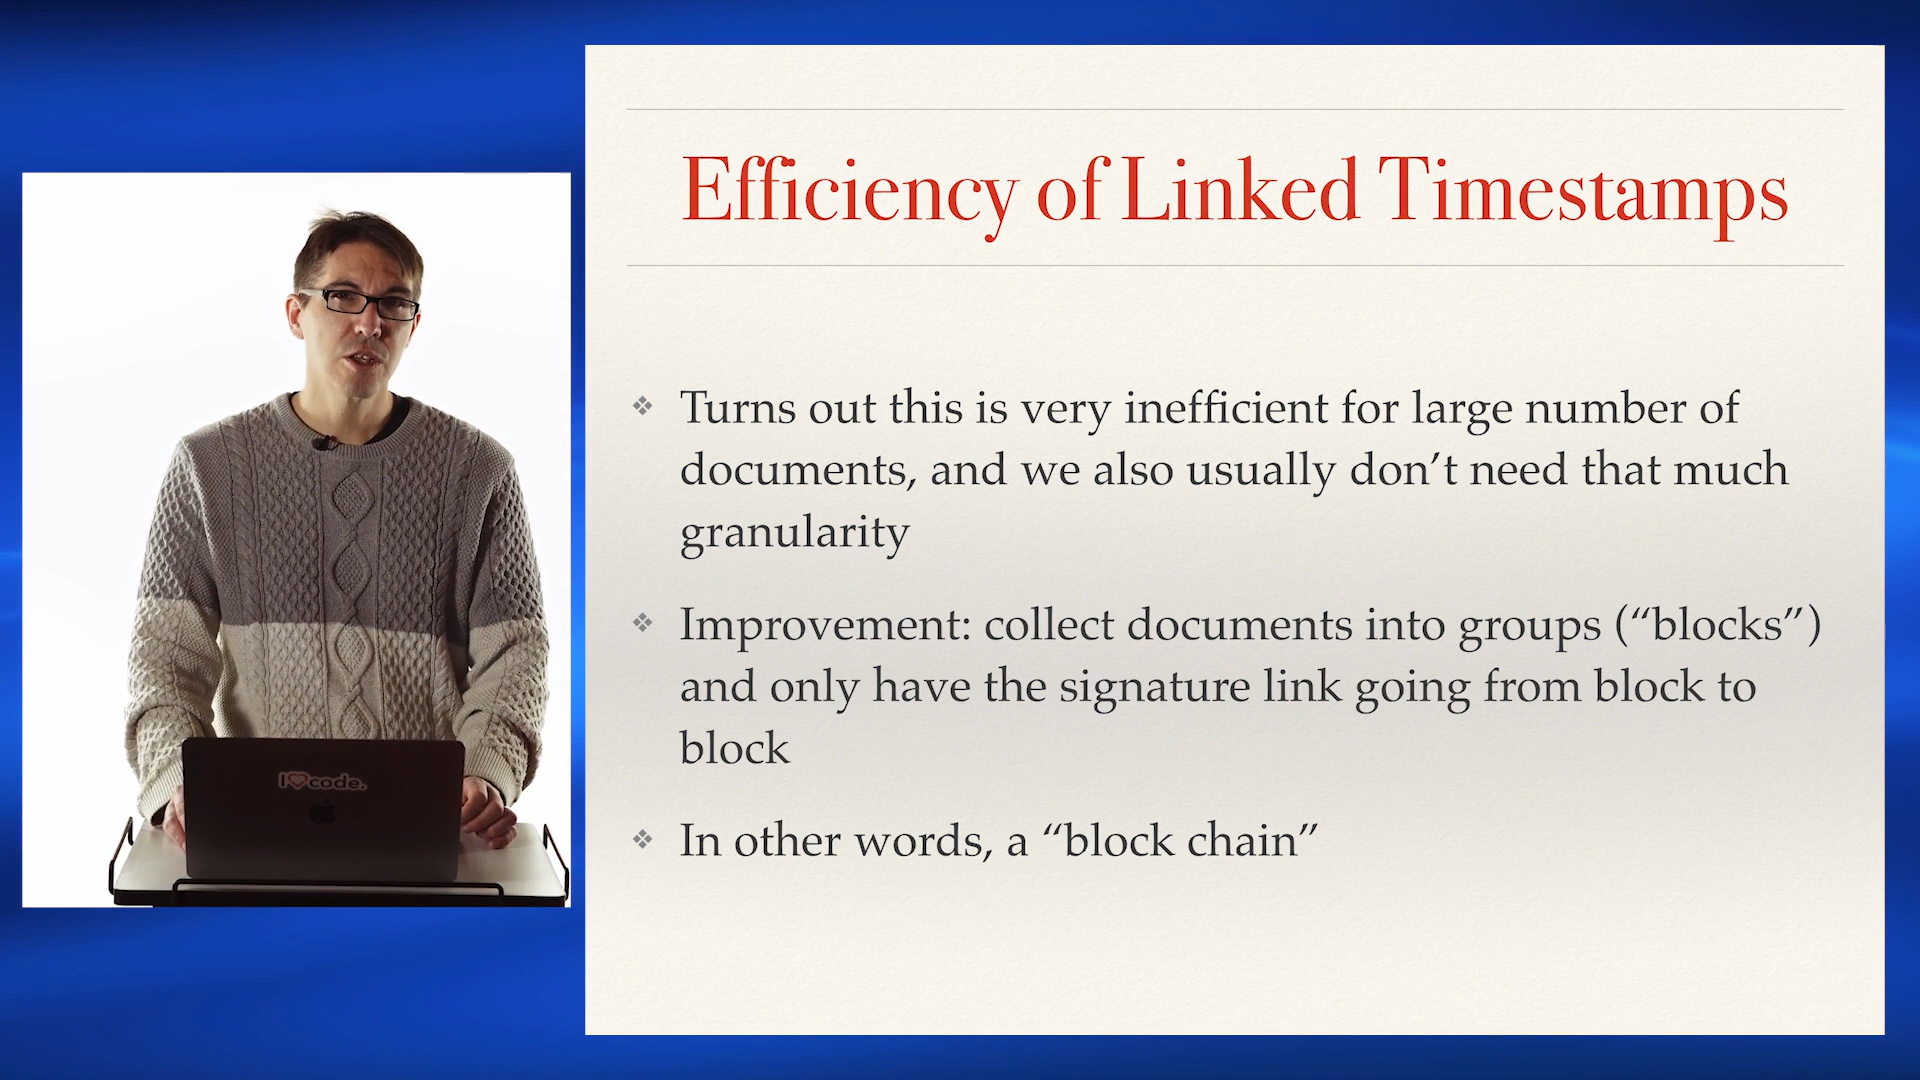 Efficiency of Linked Timestamps
❖ Turns out this is very inefficient for large number of
documents, and we also usually don’t need that much
granularity
❖ Improvement: collect documents into groups (“blocks”)
and only have the signature link going from block to
block
❖ In other words, a “block chain”
I❤code.